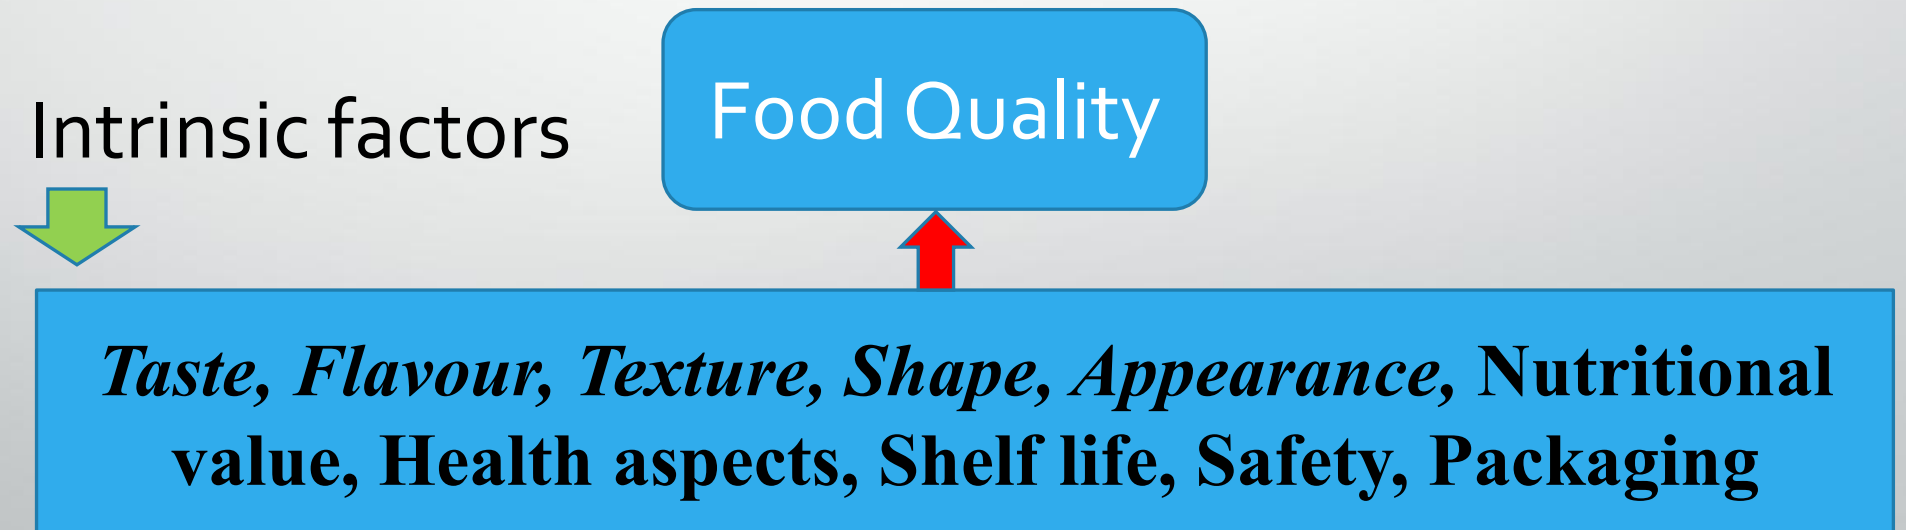 Food Quality
Intrinsic factors
Taste, Flavour, Texture, Shape, Appearance, Nutritional
value, Health aspects, Shelf life, Safety, Packaging